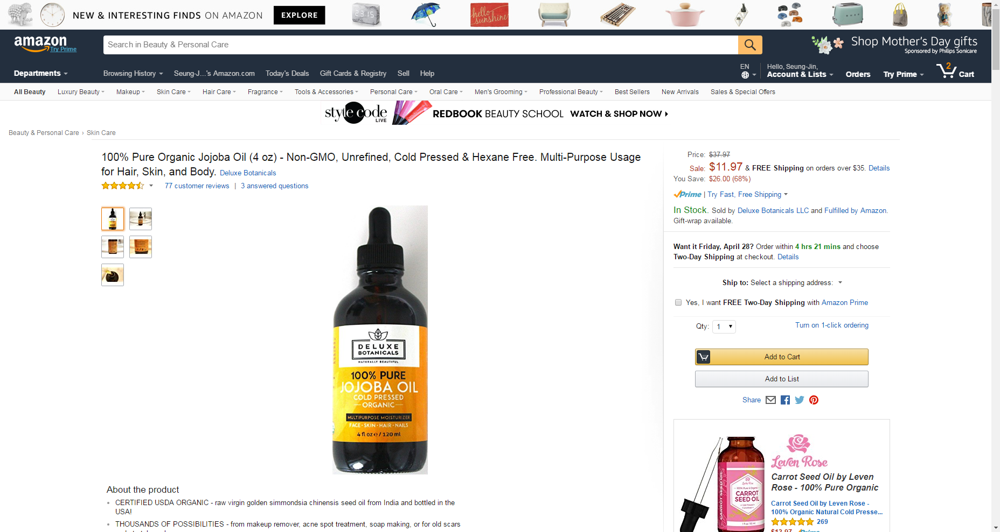 NEW & INTERESTING FINDS ON AMAZON EXPLORE
23:15
hello sunshine
lunch.
amazon
Try Prime
Search in Beauty & Personal Care
Shop Mother's Day gifts
Sponsored by Philips Sonicare
Departments
Browsing History
Seung-J...'s Amazon.com
Today's Deals
Gift Cards & Registry
Sell
Help
EN
Hello, Seung-Jin,
Account & Lists
Orders
Try Prime
2
Cart
All Beauty
Luxury Beauty
Makeup
Skin Care
Hair Care
Fragrance
Tools & Accessories
Personal Care
Oral Care
Men's Grooming
Professional Beauty
Best Sellers
New Arrivals
Sales & Special Offers
style code LIVE
REDBOOK BEAUTY SCHOOL WATCH & SHOP NOW
Beauty & Personal Care › Skin Care
100% Pure Organic Jojoba Oil (4 oz) - Non-GMO, Unrefined, Cold Pressed & Hexane Free. Multi-Purpose Usage
for Hair, Skin, and Body. Deluxe Botanicals
77 customer reviews | 3 answered questions
DELUXE
BOTANICALS
NATURALLY BEAUTIFUL
100% PURE
JOJOBA OIL
COLD PRESSED
ORGANIC
MULTIPURPOSE MOISTURIZER
FACE · SKIN · HAIR · NAILS
4 fl oz e / 120 ml
About the product
CERTIFIED USDA ORGANIC - raw virgin golden simmondsia chinensis seed oil from India and bottled in the
USA!
THOUSANDS OF POSSIBILITIES - from makeup remover, acne spot treatment, soap making, or for old scars
Price: $37.97
Sale: $11.97 & FREE Shipping on orders over $35. Details
You Save: $26.00 (68%)
Prime | Try Fast, Free Shipping
In Stock. Sold by Deluxe Botanicals LLC and Fulfilled by Amazon.
Gift-wrap available.
Want it Friday, April 28? Order within 4 hrs 21 mins and choose
Two-Day Shipping at checkout. Details
Ship to: Select a shipping address:
Yes, I want FREE Two-Day Shipping with Amazon Prime
Qty: 1
Turn on 1-click ordering
Add to Cart
Add to List
Share
Leven Rose
Carrot Seed Oil by Leven
Rose - 100% Pure Organic
Carrot Seed Oil by Leven Rose -
100% Organic Natural Cold Presse...
269
$12.97 Prime
CARROT SEED OIL
Leven Rose
CARROT
SEED OIL